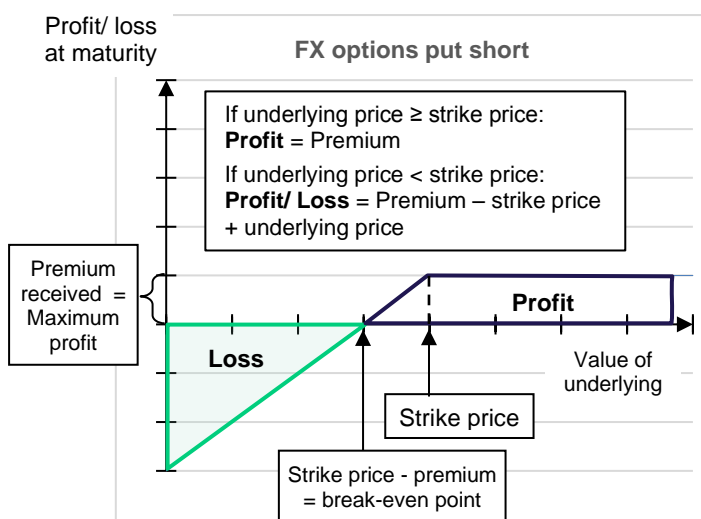 Profit/ loss
at maturity
FX options put short
If underlying price ≥ strike price:
Profit = Premium
If underlying price < strike price:
Profit/ Loss = Premium – strike price
+ underlying price
Premium
received =
Maximum
profit
Profit
Loss
Value of
underlying
Strike price
Strike price - premium
= break-even point